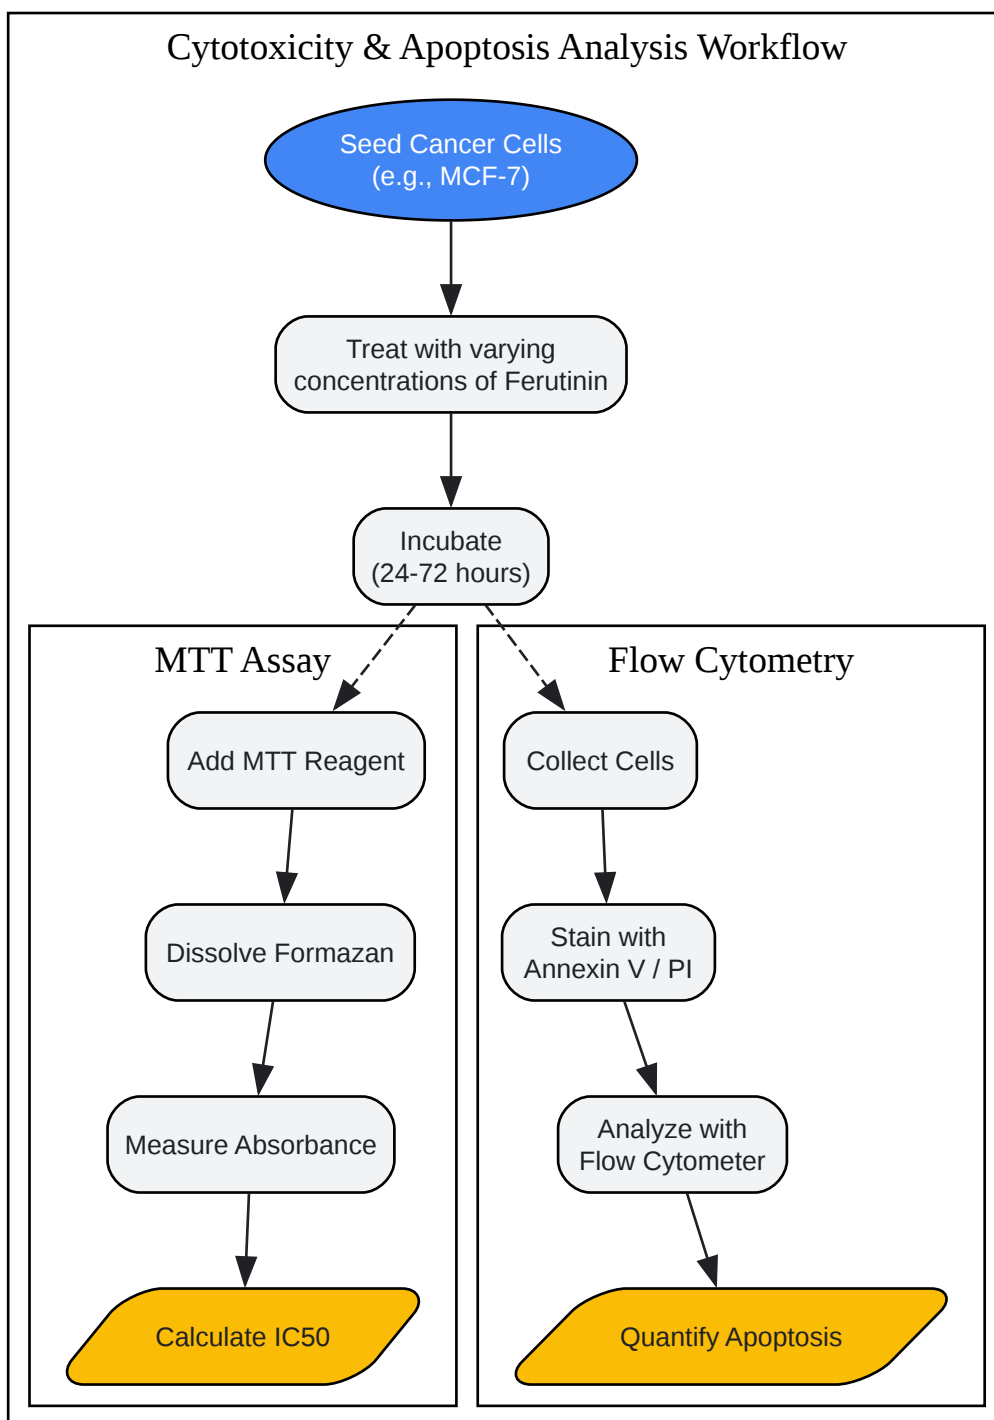 Cytotoxicity & Apoptosis Analysis Workflow
Seed Cancer Cells
(e.g., MCF-7)
Treat with varying
concentrations of Ferutinin
Incubate
(24-72 hours)
MTT Assay
Add MTT Reagent
Dissolve Formazan
Measure Absorbance
Calculate IC50
Flow Cytometry
Collect Cells
Stain with
Annexin V / PI
Analyze with
Flow Cytometer
Quantify Apoptosis